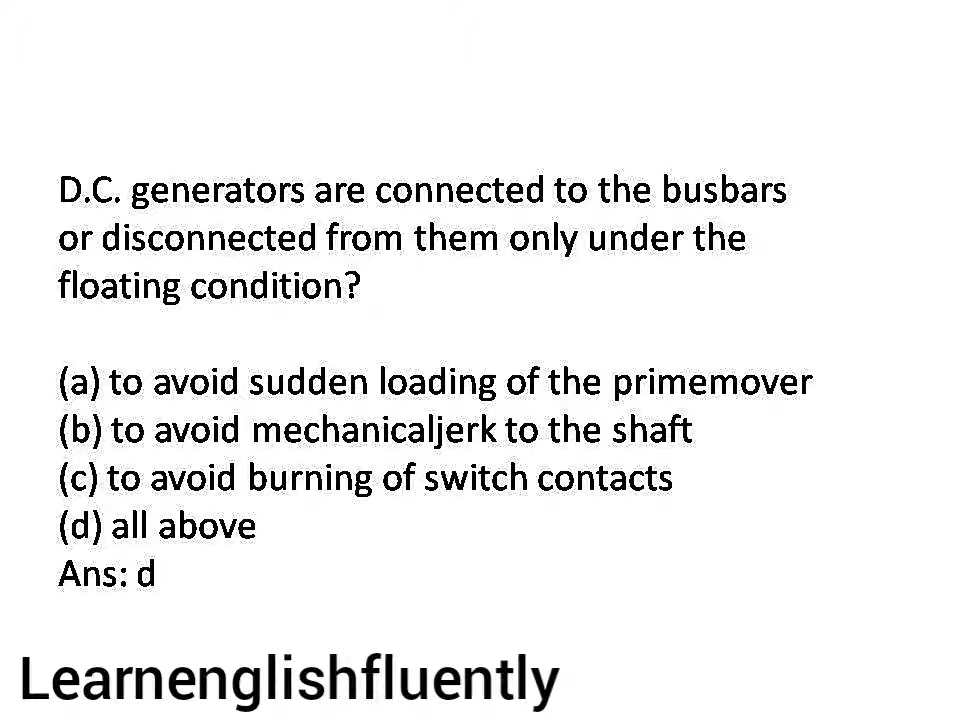 D.C. generators are connected to the busbars
or disconnected from them only under the
floating condition?
(a) to avoid sudden loading of the primemover
(b) to avoid mechanicaljerk to the shaft
(c) to avoid burning of switch contacts
(d) all above
Ans: d
Learnenglishfluently